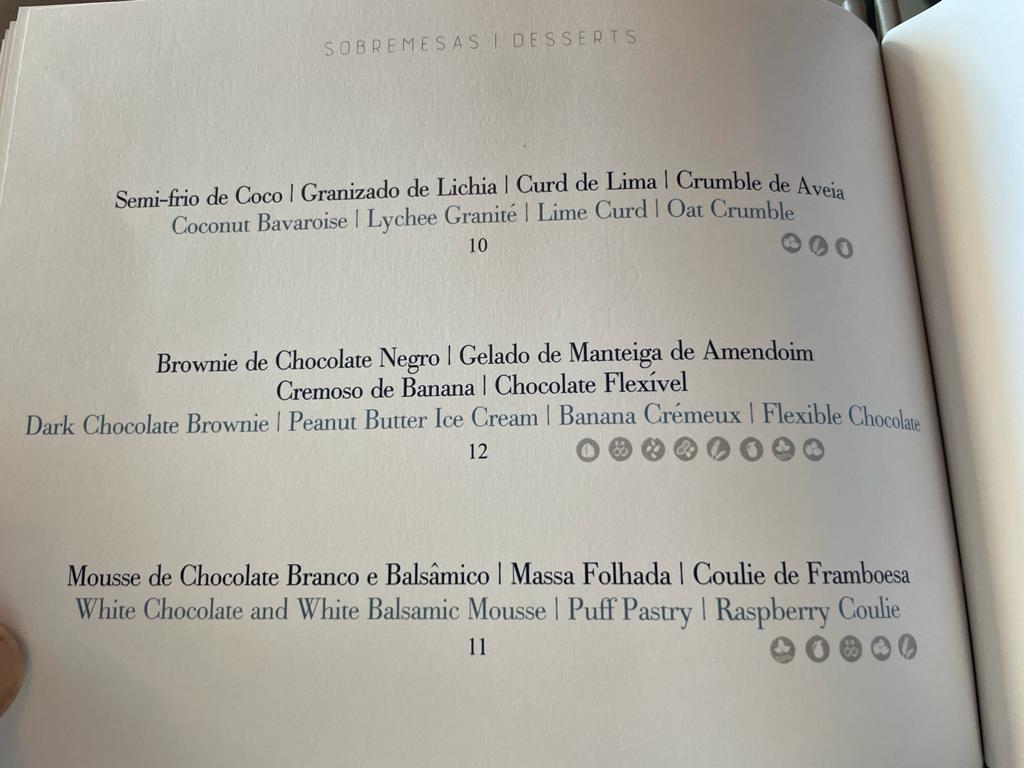 SOBREMESAS | DESSERTS
Semi-frio de Coco | Granizado de Lichia | Curd de Lima | Crumble de Aveia
Coconut Bavaroise | Lychee Granité | Lime Curd | Oat Crumble
10
Brownie de Chocolate Negro | Gelado de Manteiga de Amendoim
Cremoso de Banana | Chocolate Flexível
Dark Chocolate Brownie | Peanut Butter Ice Cream | Banana Crémeux | Flexible Chocolate
12
Mousse de Chocolate Branco e Balsâmico | Massa Folhada | Coulie de Framboesa
White Chocolate and White Balsamic Mousse | Puff Pastry | Raspberry Coulie
11